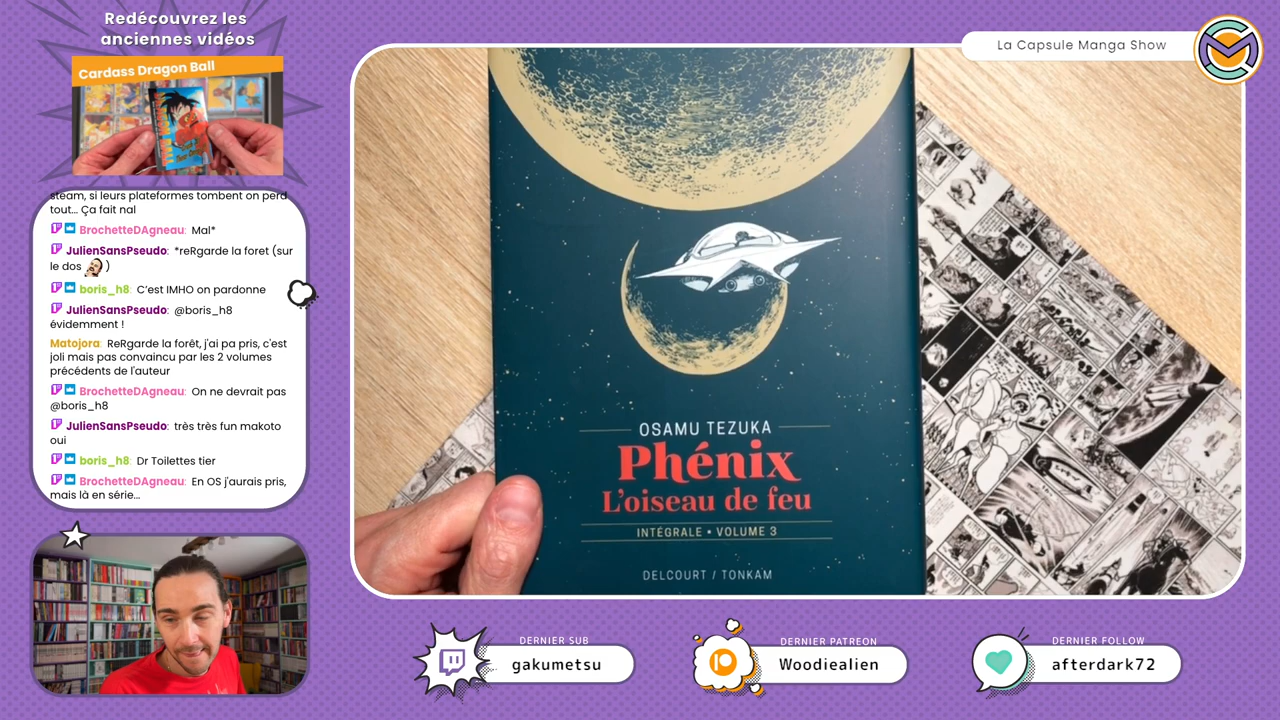 Redécouvrez les
anciennes vidéos
Cardass Dragon Ball
steam, si leurs plateformes tombent on perd
tout... Ça fait nal
BrochetteDAgneau: Mal*
JulienSansPseudo: *reRgarde la foret (sur
le dos )
boris_h8: C'est IMHO on pardonne
JulienSansPseudo: @boris_h8
évidemment !
Matojora: ReRgarde la forêt, j'ai pa pris, c'est
joli mais pas convaincu par les 2 volumes
précédents de l'auteur
BrochetteDAgneau: On ne devrait pas
@boris_h8
JulienSansPseudo: très très fun makoto
oui
boris_h8: Dr Toilettes tier
BrochetteDAgneau: En OS j'aurais pris,
mais là en série...
La Capsule Manga Show
OSAMU TEZUKA
Phénix
L'oiseau de feu
INTÉGRALE • VOLUME 3
DELCOURT / TONKAM
DERNIER SUB
gakumetsu
DERNIER PATREON
Woodiealien
DERNIER FOLLOW
afterdark72